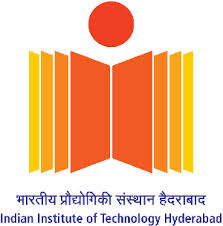 भारतीय प्रौद्योगिकी संस्थान हैदराबाद
Indian Institute of Technology Hyderabad